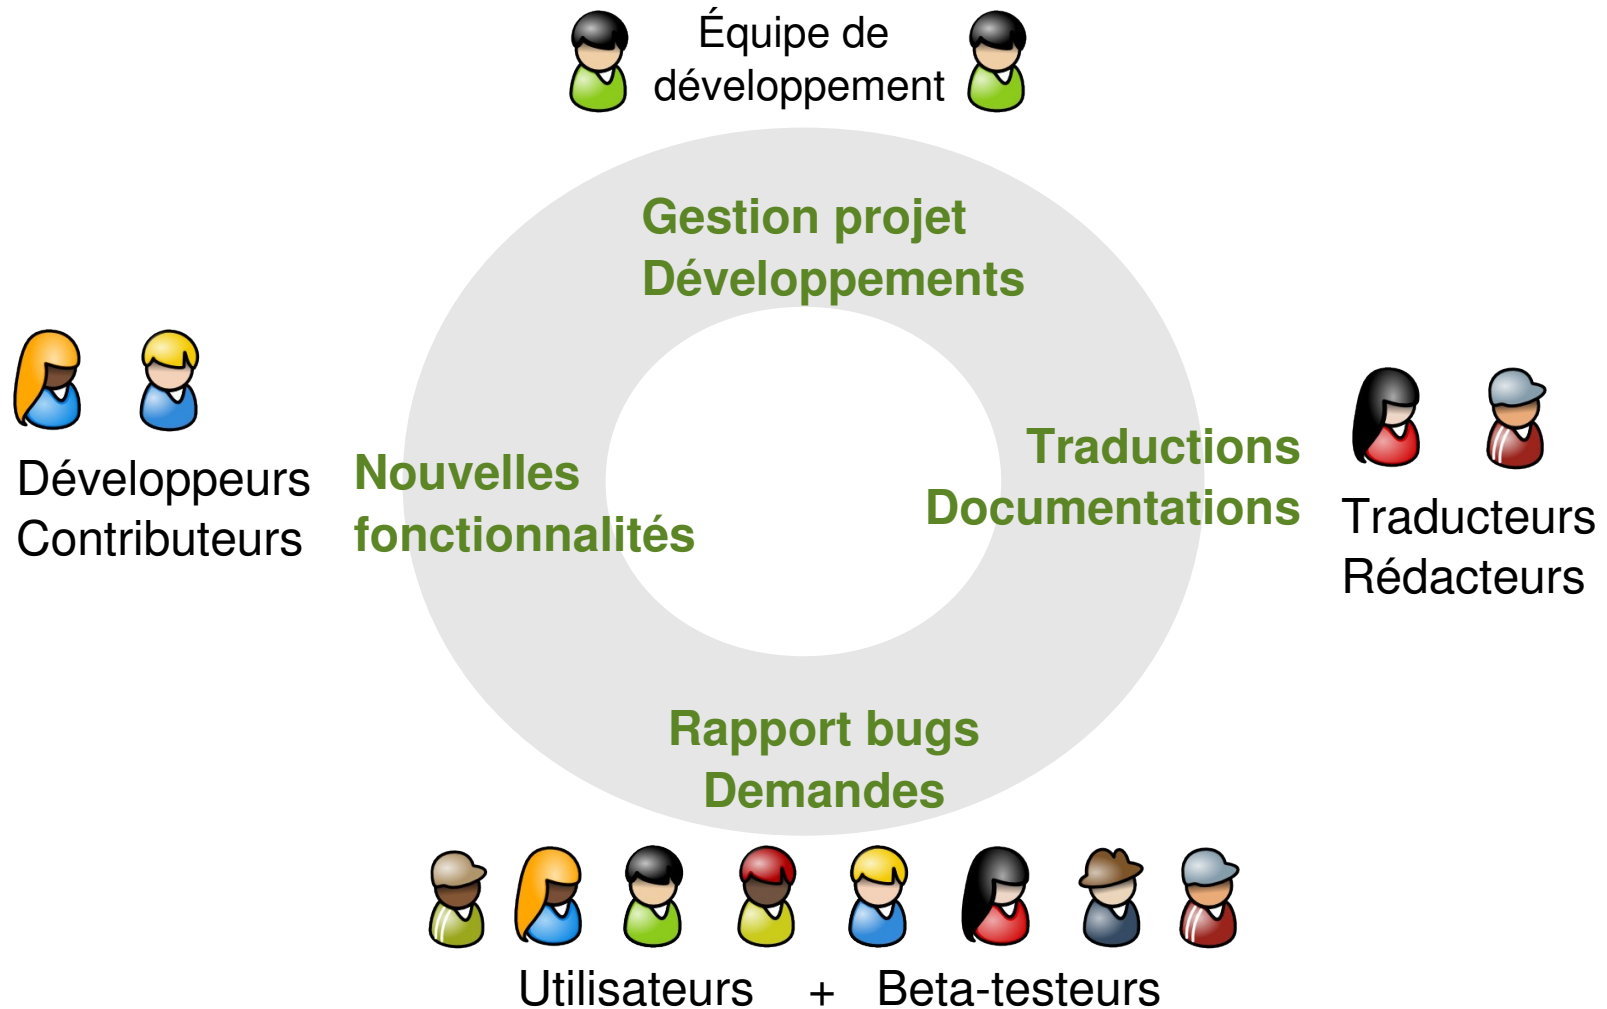 Équipe de
développement
Gestion projet
Développements
Développeurs
Contributeurs
Nouvelles
fonctionnalités
Traductions
Documentations
Traducteurs
Rédacteurs
Rapport bugs
Demandes
Utilisateurs + Beta-testeurs